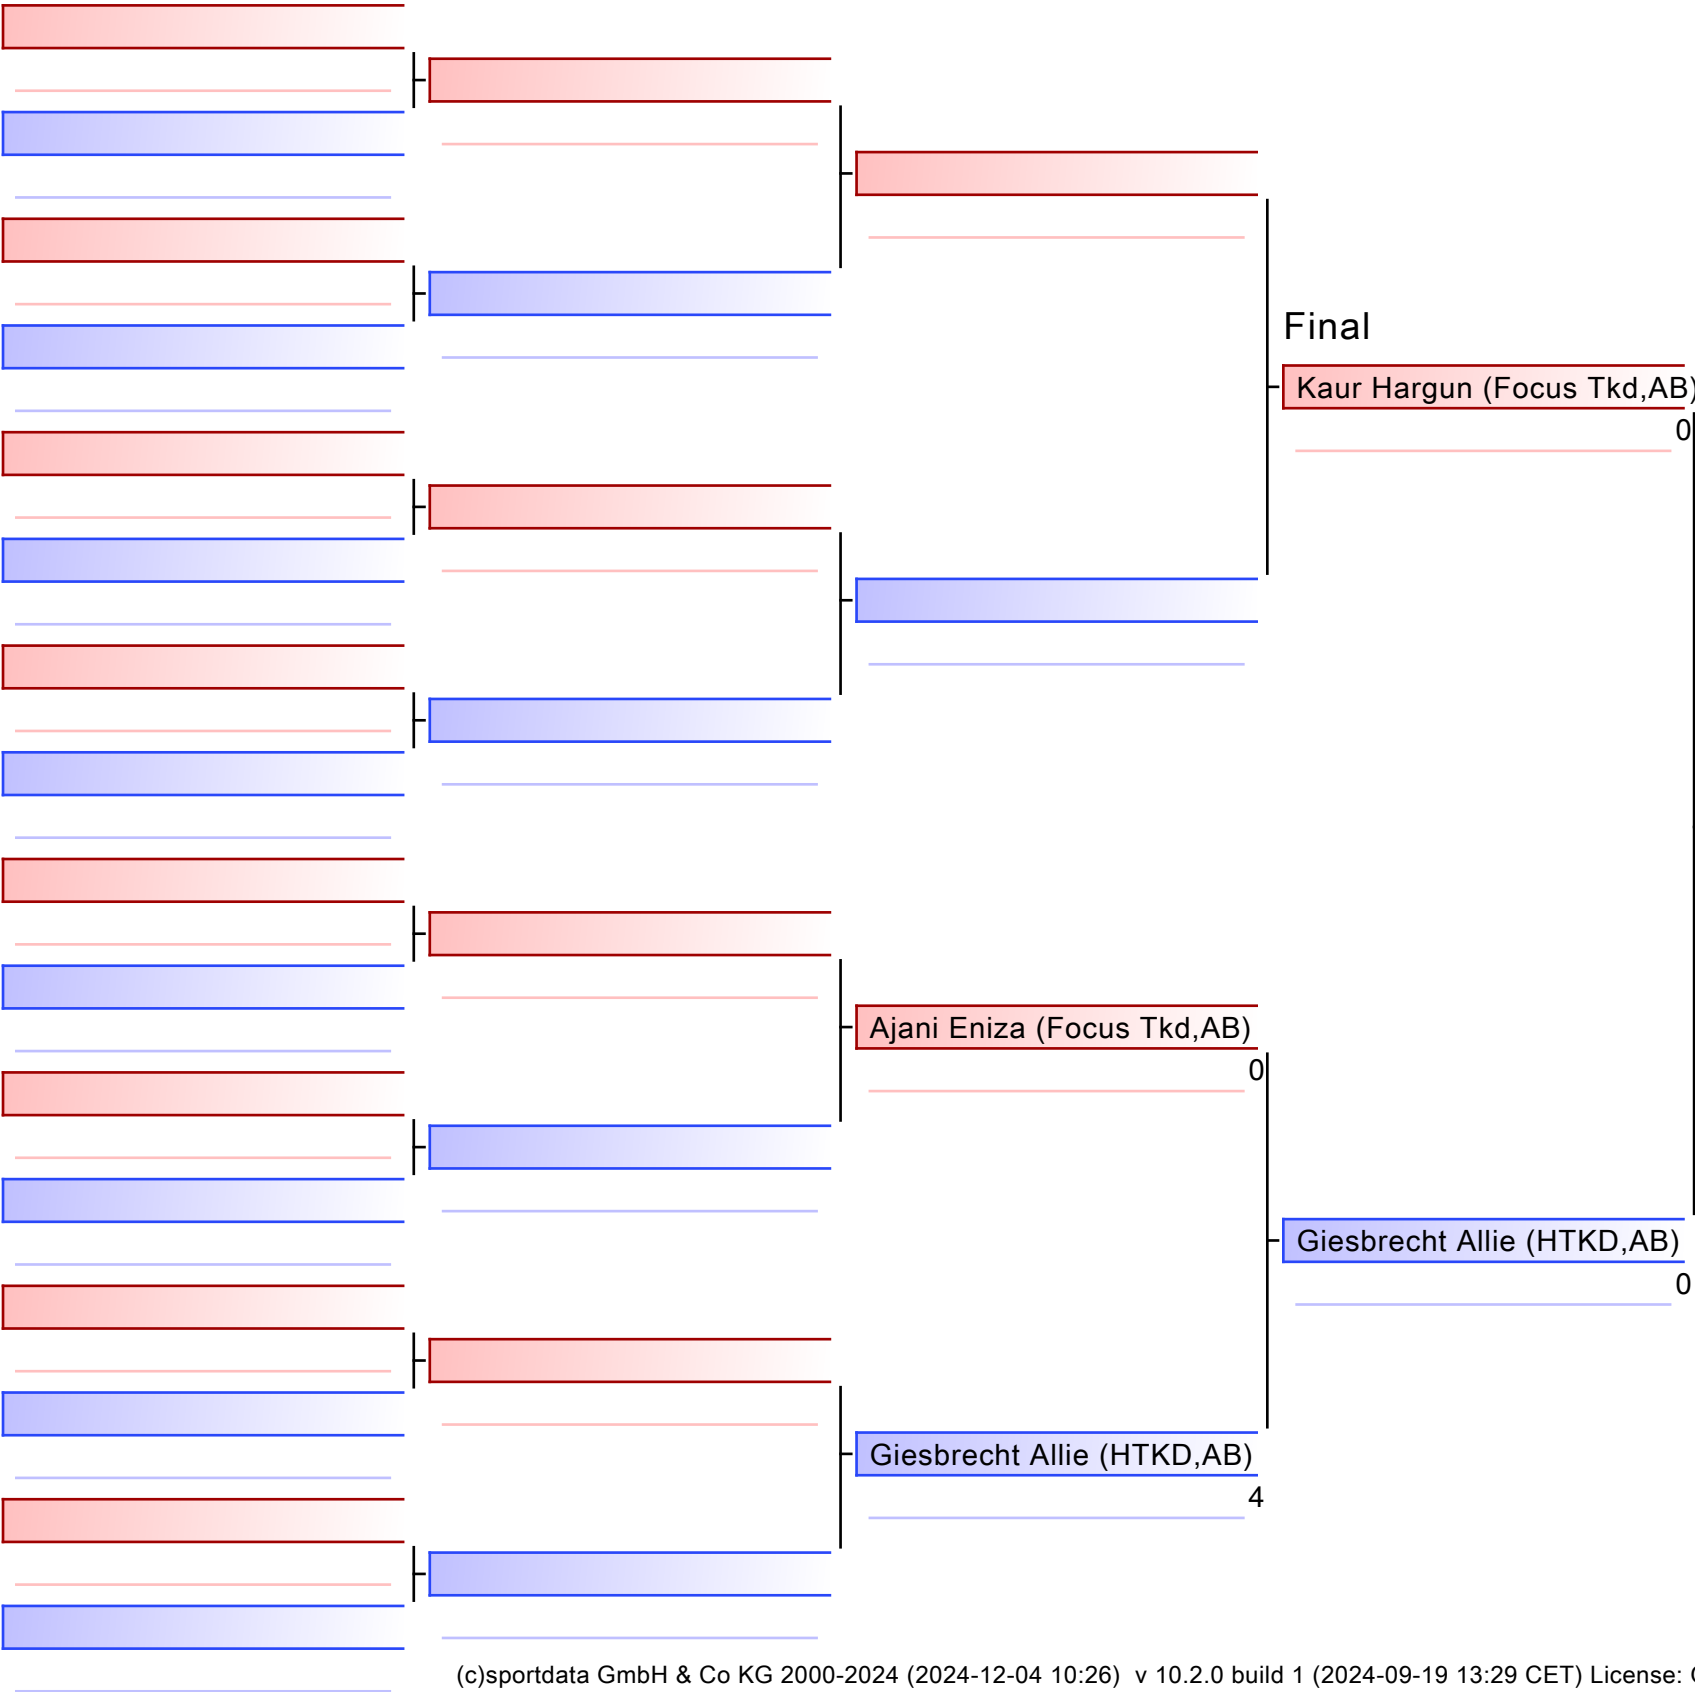 Final
Kaur Hargun (Focus Tkd,AB)
0
Ajani Eniza (Focus Tkd,AB)
0
Giesbrecht Allie (HTKD,AB)
0
Giesbrecht Allie (HTKD,AB)
4
(c)sportdata GmbH & Co KG 2000-2024 (2024-12-04 10:26) v 10.2.0 build 1 (2024-09-19 13:29 CET) License: